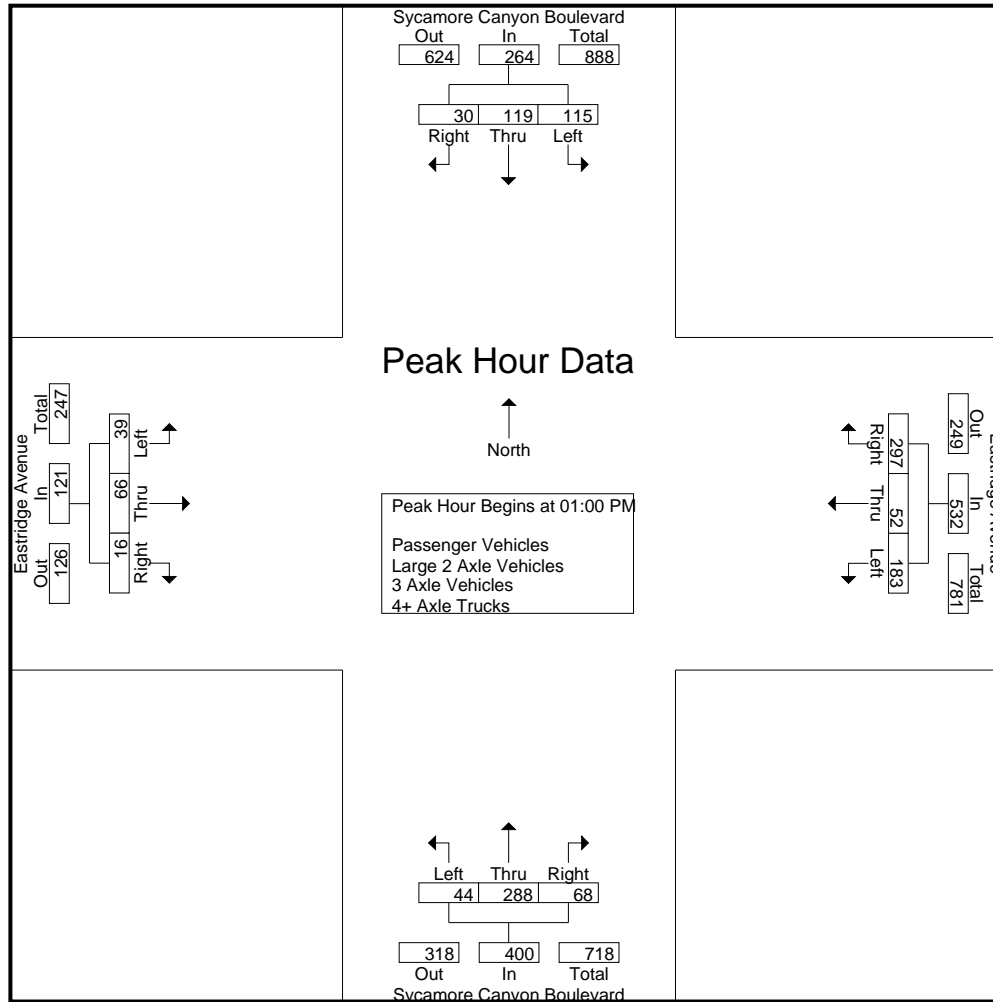 Sycamore Canyon Boulevard
Out In Total
624 264 888
30 119 115
Right Thru Left
Peak Hour Data
North
Peak Hour Begins at 01:00 PM
Passenger Vehicles
Large 2 Axle Vehicles
3 Axle Vehicles
4+ Axle Trucks
Eastridge Avenue
Out In Total
126 121 247
16 66 39
Right Thru Left
Out In Total
249 532 781
297 52 183
Right Thru Left
Left Thru Right
44 288 68
318 400 718
Out In Total
Sycamore Canyon Boulevard